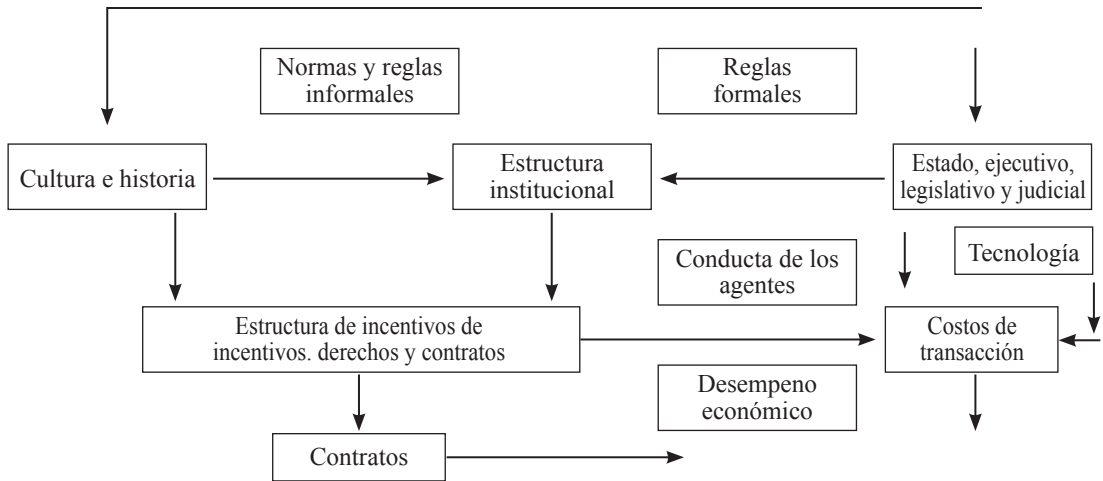 Normas y reglas
informales
Reglas
formales
Cultura e historia
Estructura
institucional
Estado, ejecutivo,
legislativo y judicial
Conducta de los
agentes
Tecnología
Estructura de incentivos de
incentivos. derechos y contratos
Costos de
transacción
Desempeno
económico
Contratos